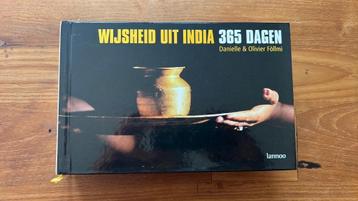 WIJSHEID UIT INDIA 365 DAGEN
Danielle & Olivier Föllmi
lannoo